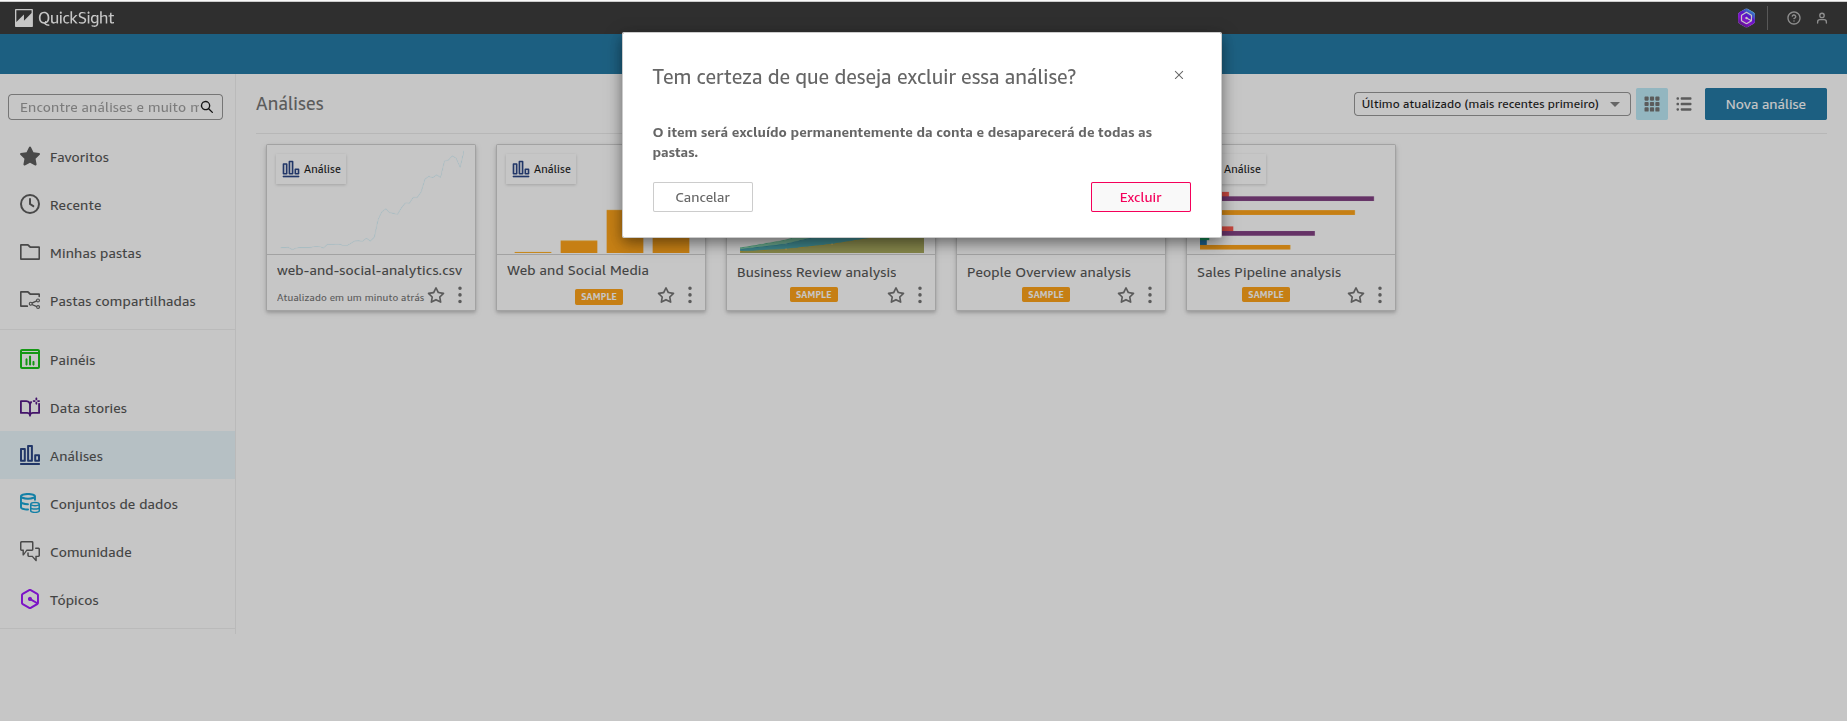 QuickSight
Tem certeza de que deseja excluir essa análise?
O item será excluído permanentemente da conta e desaparecerá de todas as
pastas.
Cancelar
Excluir
Encontre análises e muito
Favoritos
Recente
Minhas pastas
Pastas compartilhadas
Painéis
Data stories
Análises
Conjuntos de dados
Comunidade
Tópicos
Análises
Último atualizado (mais recentes primeiro)
Nova análise
Análise
web-and-social-analytics.csv
Atualizado em um minuto atrás
Análise
Web and Social Media
SAMPLE
Business Review analysis
SAMPLE
People Overview analysis
SAMPLE
Análise
Sales Pipeline analysis
SAMPLE